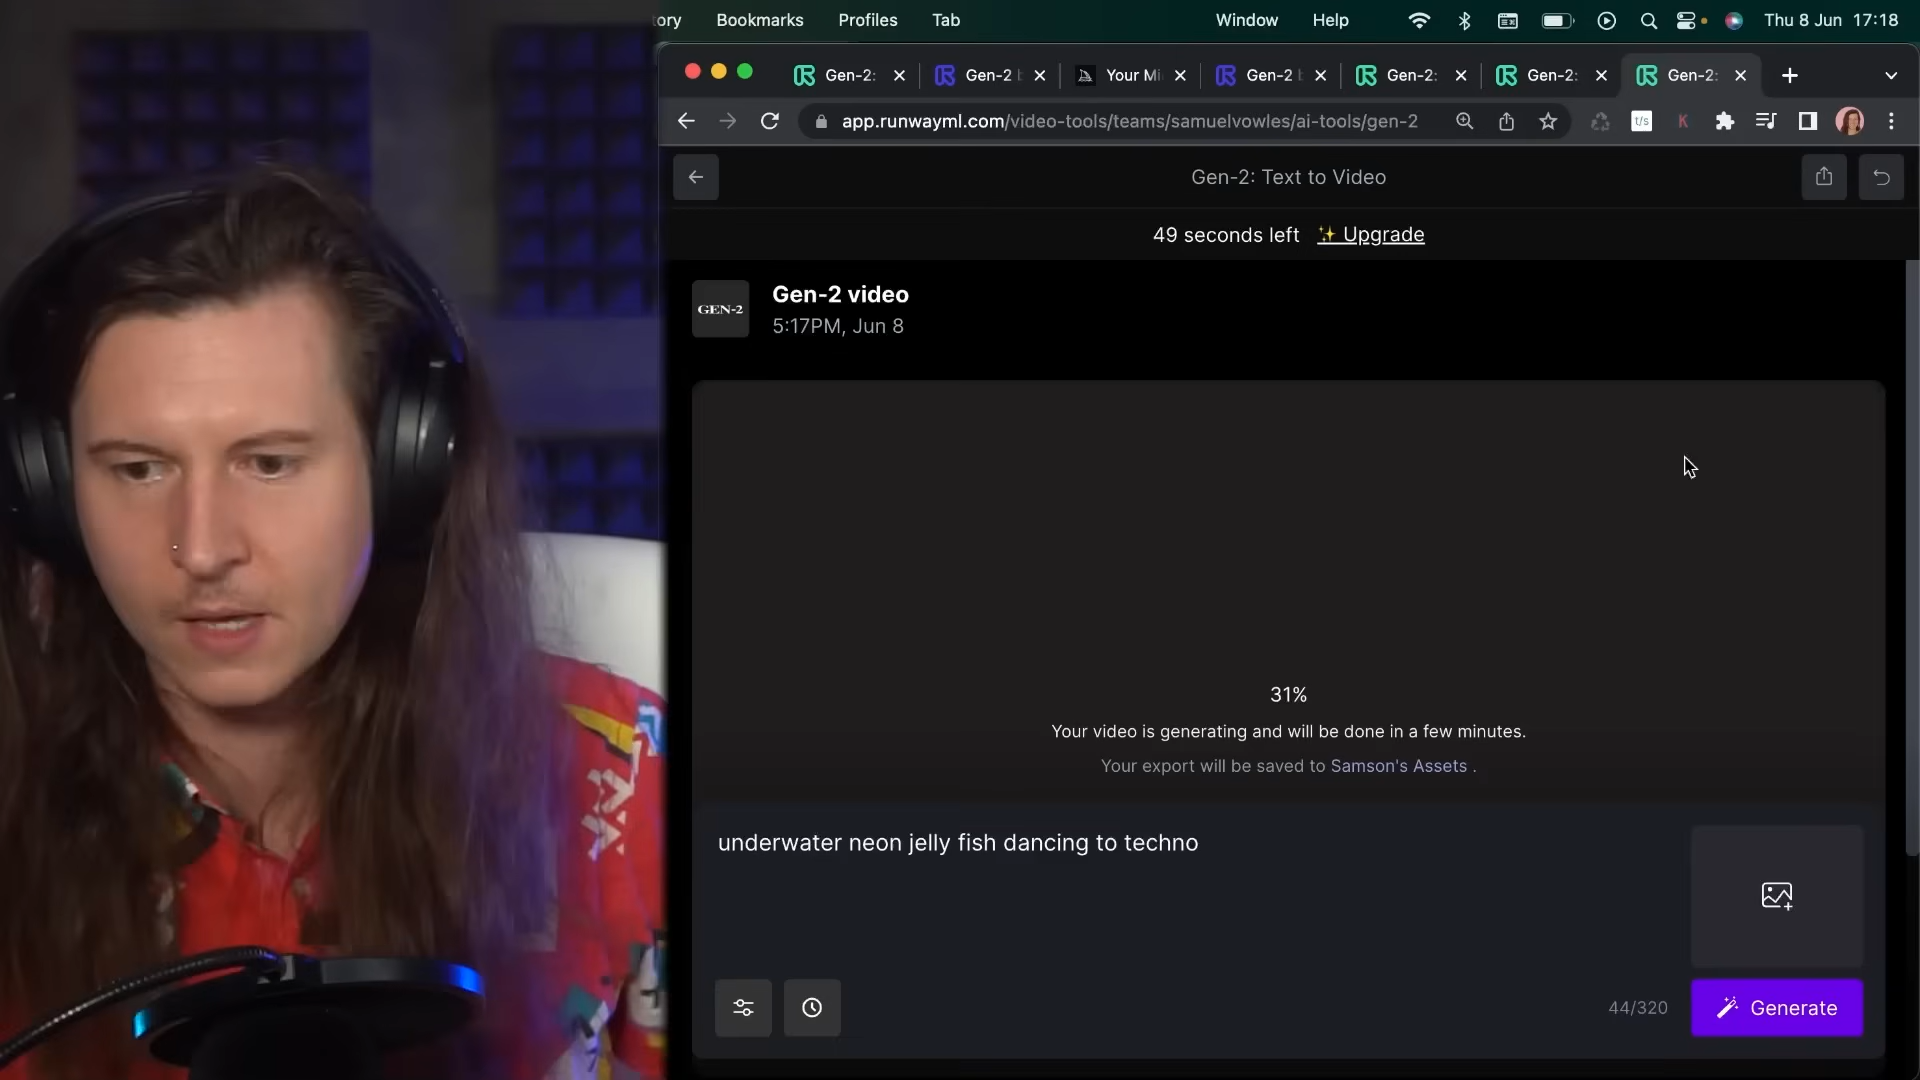 tory Bookmarks Profiles Tab Window Help Thu 8 Jun 17:18
Gen-2: Gen-2 Your Mi Gen-2 Gen-2: Gen-2: Gen-2:
app.runwayml.com/video-tools/teams/samuelvowles/ai-tools/gen-2 t/s K
Gen-2: Text to Video
49 seconds left ✨ Upgrade
GEN-2
Gen-2 video
5:17PM, Jun 8
31%
Your video is generating and will be done in a few minutes.
Your export will be saved to Samson's Assets .
underwater neon jelly fish dancing to techno
44/320 Generate